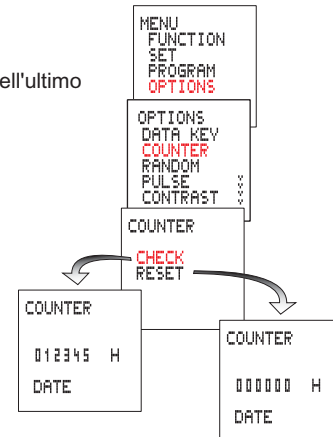 MENU
FUNCTION
SET
PROGRAM
OPTIONS
ell'ultimo
OPTIONS
DATA KEY
COUNTER
RANDOM
PULSE
CONTRAST
COUNTER
CHECK
RESET
COUNTER
012345 H
DATE
COUNTER
000000 H
DATE